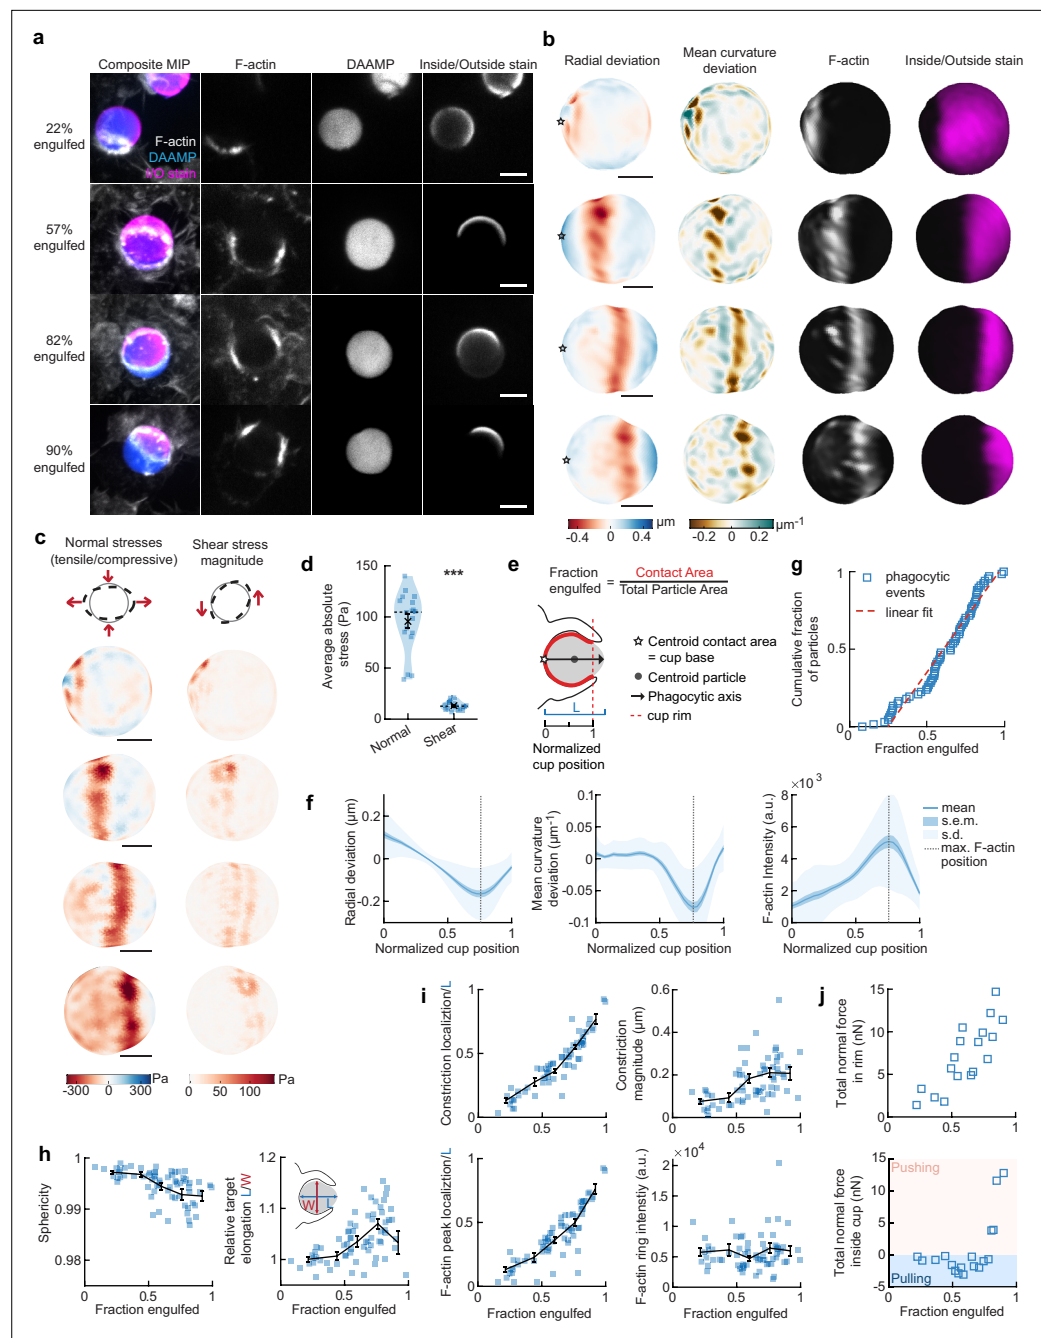 a
Composite MIP F-actin DAAMP Inside/Outside stain
22%
engulfed
F-actin
DAAMP
I/O stain
57%
engulfed
82%
engulfed
90%
engulfed
b
Radial deviation
Mean curvature
deviation
F-actin
Inside/Outside stain
-0.4 0 0.4 µm
-0.2 0 0.2 µm⁻¹
c
Normal stresses
(tensile/compressive)
Shear stress
magnitude
-300 0 300 Pa
0 50 100 Pa
d
Average absolute
stress (Pa)
150
100
50
0
***
Normal
Shear
e
Fraction
engulfed
=
Contact Area
Total Particle Area
Centroid contact area
= cup base
Centroid particle
Phagocytic axis
cup rim
L
0 1
Normalized
cup position
g
Cumulative fraction
of particles
1
0.5
0
phagocytic
events
linear fit
0 0.5 1
Fraction engulfed
f
Radial deviation (µm)
0.2
0
-0.2
0 0.5 1
Normalized cup position
Mean curvature
deviation (µm⁻¹)
0.1
0.05
0
-0.05
-0.1
0 0.5 1
Normalized cup position
F-actin Intensity (a.u.)
×10³
8
6
4
2
0
0 0.5 1
Normalized cup position
mean
s.e.m.
s.d.
max. F-actin
position
i
Constriction localiztion/L
1
0.5
0
0 0.5 1
Constriction
magnitude (µm)
0.6
0.4
0.2
0
0 0.5 1
j
Total normal force
in rim (nN)
15
10
5
0
0 0.5 1
h
Sphericity
1
0.99
0.98
0 0.5 1
Fraction engulfed
Relative target
elongation L/W
1.2
1.1
1
W
L
0 0.5 1
Fraction engulfed
F-actin peak localiztion/L
1
0.5
0
0 0.5 1
Fraction engulfed
F-actin ring intenstiy (a.u.)
×10⁴
2
1.5
1
0.5
0
0 0.5 1
Fraction engulfed
Total normal force
inside cup (nN)
15
10
5
0
-5
Pushing
Pulling
0 0.5 1
Fraction engulfed